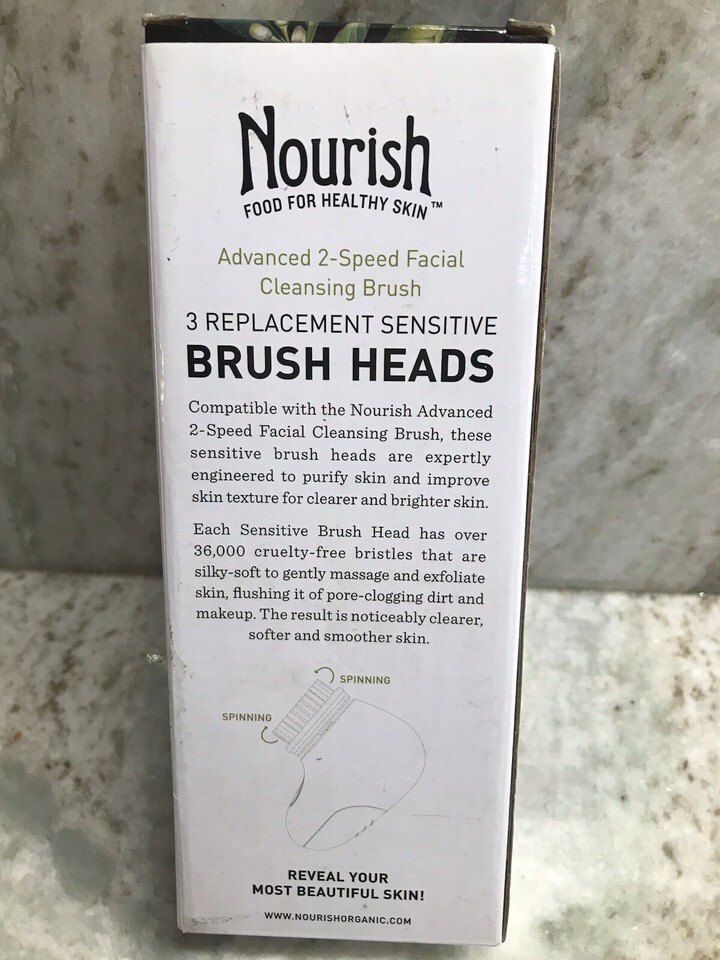 Nourish
FOOD FOR HEALTHY SKIN™
Advanced 2-Speed Facial
Cleansing Brush
3 REPLACEMENT SENSITIVE
BRUSH HEADS
Compatible with the Nourish Advanced
2-Speed Facial Cleansing Brush, these
sensitive brush heads are expertly
engineered to purify skin and improve
skin texture for clearer and brighter skin.
Each Sensitive Brush Head has over
36,000 cruelty-free bristles that are
silky-soft to gently massage and exfoliate
skin, flushing it of pore-clogging dirt and
makeup. The result is noticeably clearer,
softer and smoother skin.
SPINNING
SPINNING
REVEAL YOUR
MOST BEAUTIFUL SKIN!
WWW.NOURISHORGANIC.COM